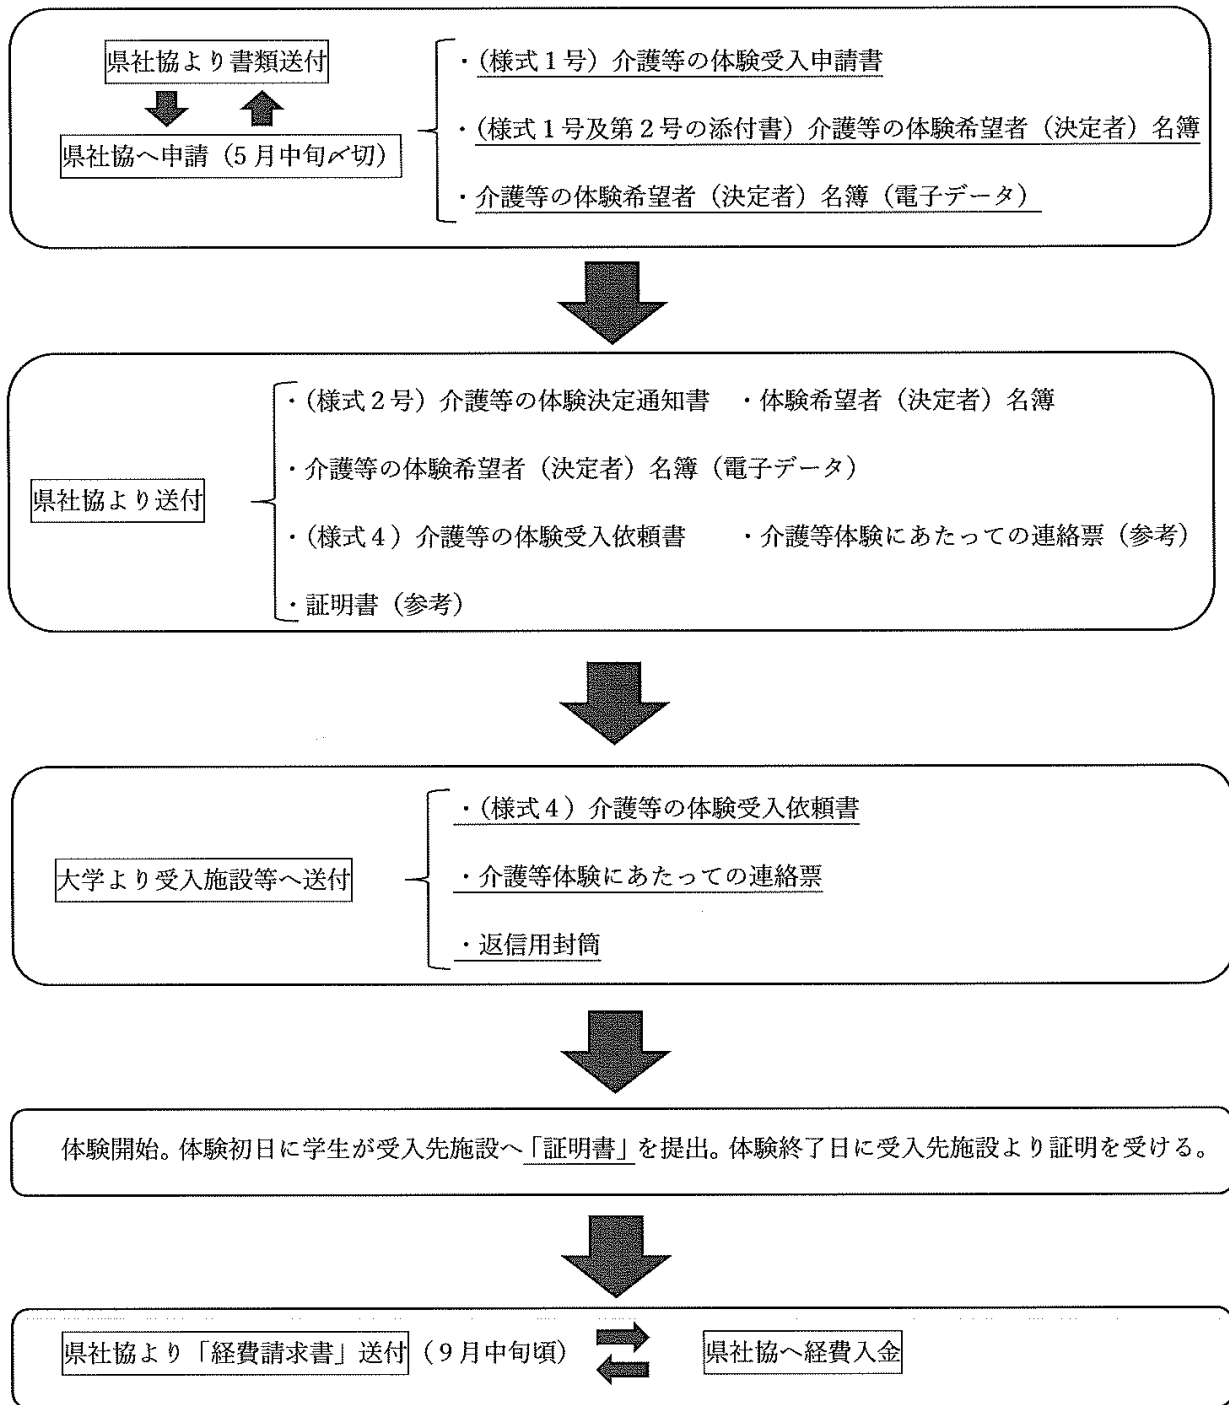 県社協より書類送付
県社協へ申請（5月中旬〆切）
・（様式1号）介護等の体験受入申請書
・（様式1号及第2号の添付書）介護等の体験希望者（決定者）名簿
・介護等の体験希望者（決定者）名簿（電子データ）
県社協より送付
・（様式2号）介護等の体験決定通知書　・体験希望者（決定者）名簿
・介護等の体験希望者（決定者）名簿（電子データ）
・（様式4）介護等の体験受入依頼書　・介護等体験にあたっての連絡票（参考）
・証明書（参考）
大学より受入施設等へ送付
・（様式4）介護等の体験受入依頼書
・介護等体験にあたっての連絡票
・返信用封筒
体験開始。体験初日に学生が受入先施設へ「証明書」を提出。体験終了日に受入先施設より証明を受ける。
県社協より「経費請求書」送付（9月中旬頃）　県社協へ経費入金